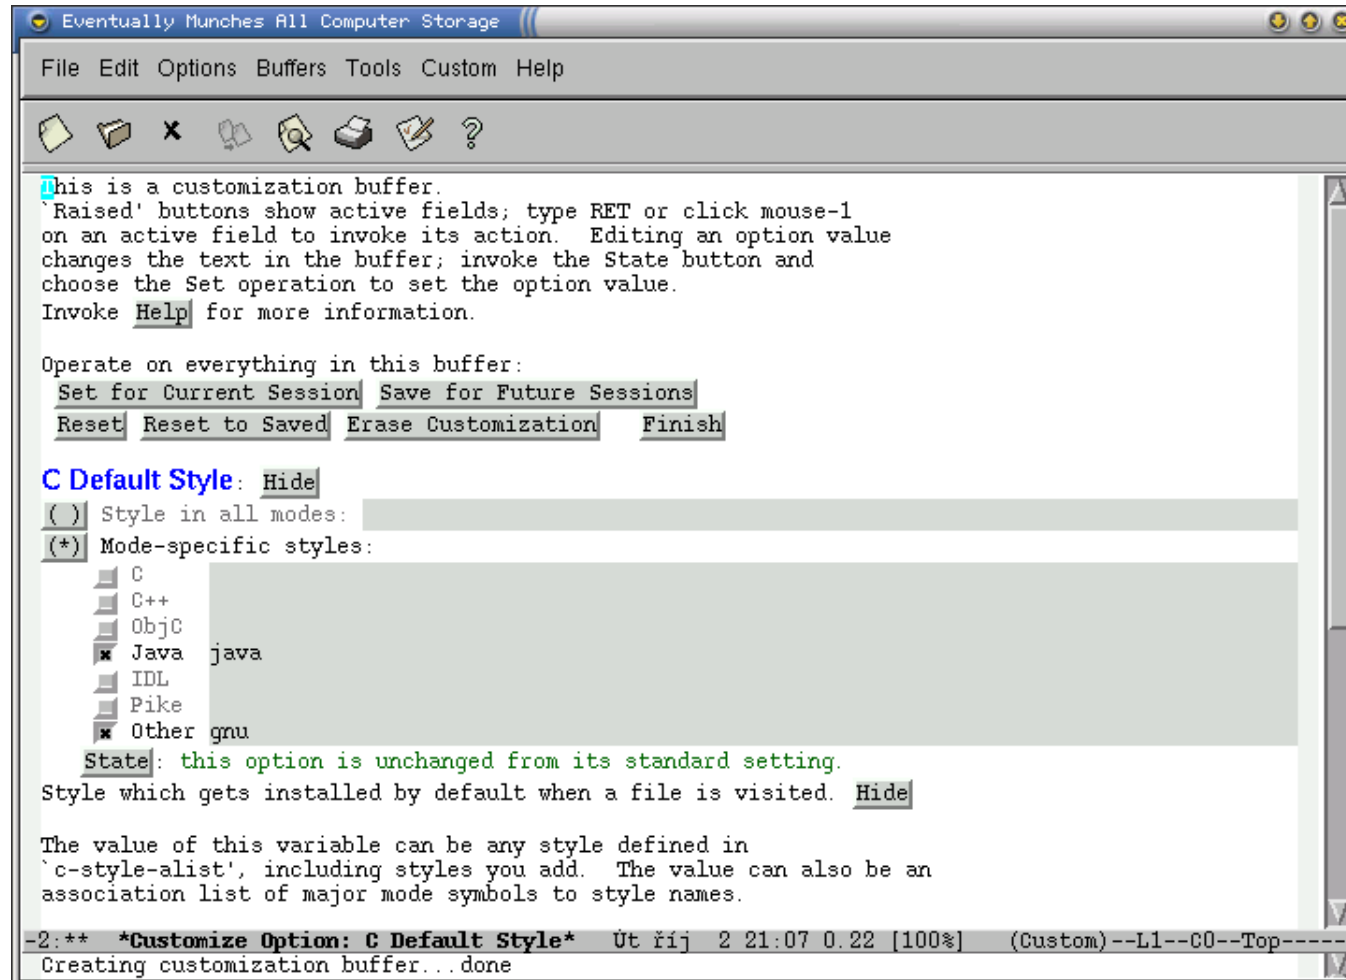 Eventually Munches All Computer Storage
File Edit Options Buffers Tools Custom Help
This is a customization buffer.
`Raised' buttons show active fields; type RET or click mouse-1
on an active field to invoke its action.  Editing an option value
changes the text in the buffer; invoke the State button and
choose the Set operation to set the option value.
Invoke Help for more information.
Operate on everything in this buffer:
Set for Current Session Save for Future Sessions
Reset Reset to Saved Erase Customization Finish
C Default Style: Hide
( ) Style in all modes:
(*) Mode-specific styles:
C
C++
ObjC
Java java
IDL
Pike
Other gnu
State: this option is unchanged from its standard setting.
Style which gets installed by default when a file is visited. Hide
The value of this variable can be any style defined in
`c-style-alist', including styles you add.  The value can also be an
association list of major mode symbols to style names.
-2:** *Customize Option: C Default Style* Út říj 2 21:07 0.22 [100%] (Custom)--L1--C0--Top-----
Creating customization buffer...done